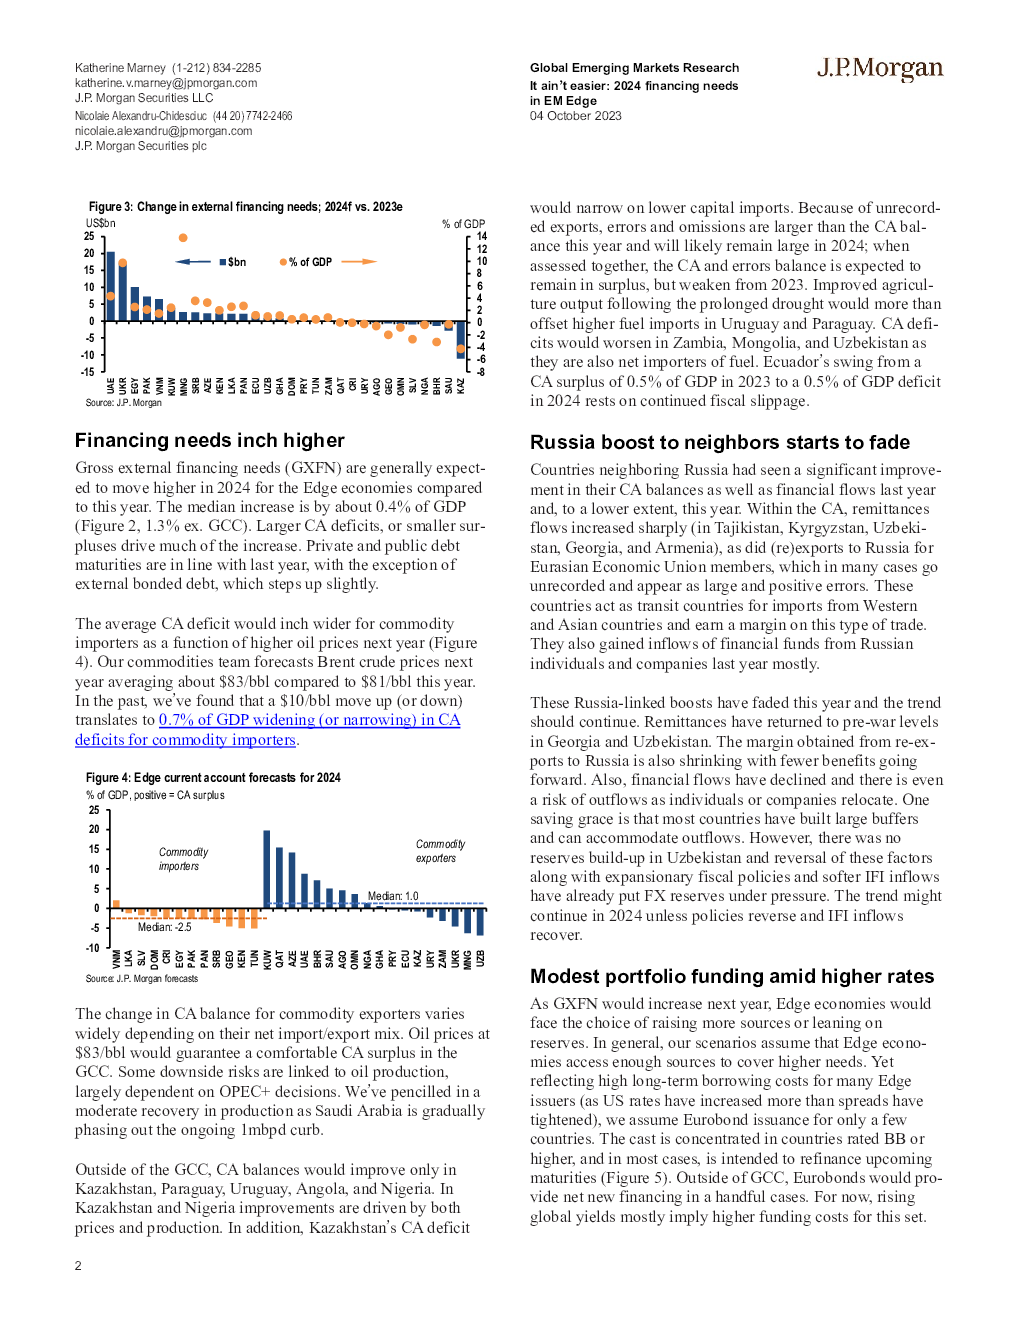 Katherine Marney (1-212) 834-2285
katherine.v.marney@jpmorgan.com
J.P. Morgan Securities LLC
Nicolaie Alexandru-Chidesciuc (44 20) 7742-2466
nicolaie.alexandru@jpmorgan.com
J.P. Morgan Securities plc
Global Emerging Markets Research
It ain't easier: 2024 financing needs
in EM Edge
04 October 2023
J.P.Morgan
Figure 3: Change in external financing needs; 2024f vs. 2023e
US$bn
% of GDP
25
20
15
10
5
0
-5
-10
-15
14
12
10
8
6
4
2
0
-2
-4
-6
-8
$bn
% of GDP
UAE UKR EGY PAK VNM KUW MNG SRB AZE KEN LKA PAN ECU UZB GHA DOM PRY TUN ZAM QAT CRI URY AGO GEO OMN SLV NGA BHR SAU KAZ
Source: J.P. Morgan
Financing needs inch higher
Gross external financing needs (GXFN) are generally expect-
ed to move higher in 2024 for the Edge economies compared
to this year. The median increase is by about 0.4% of GDP
(Figure 2, 1.3% ex. GCC). Larger CA deficits, or smaller sur-
pluses drive much of the increase. Private and public debt
maturities are in line with last year, with the exception of
external bonded debt, which steps up slightly.
The average CA deficit would inch wider for commodity
importers as a function of higher oil prices next year (Figure
4). Our commodities team forecasts Brent crude prices next
year averaging about $83/bbl compared to $81/bbl this year.
In the past, we've found that a $10/bbl move up (or down)
translates to 0.7% of GDP widening (or narrowing) in CA
deficits for commodity importers.
Figure 4: Edge current account forecasts for 2024
% of GDP, positive = CA surplus
25
20
15
10
5
0
-5
-10
Commodity
importers
Commodity
exporters
Median: 1.0
Median: -2.5
VNM LKA SLV DOM CRI EGY PAK PAN SRB GEO KEN TUN KUW QAT AZE UAE BHR SAU AGO OMN NGA GHA PRY ECU KAZ URY ZAM UKR MNG UZB
Source: J.P. Morgan forecasts
The change in CA balance for commodity exporters varies
widely depending on their net import/export mix. Oil prices at
$83/bbl would guarantee a comfortable CA surplus in the
GCC. Some downside risks are linked to oil production,
largely dependent on OPEC+ decisions. We've pencilled in a
moderate recovery in production as Saudi Arabia is gradually
phasing out the ongoing 1mbpd curb.
Outside of the GCC, CA balances would improve only in
Kazakhstan, Paraguay, Uruguay, Angola, and Nigeria. In
Kazakhstan and Nigeria improvements are driven by both
prices and production. In addition, Kazakhstan's CA deficit
would narrow on lower capital imports. Because of unrecord-
ed exports, errors and omissions are larger than the CA bal-
ance this year and will likely remain large in 2024; when
assessed together, the CA and errors balance is expected to
remain in surplus, but weaken from 2023. Improved agricul-
ture output following the prolonged drought would more than
offset higher fuel imports in Uruguay and Paraguay. CA defi-
cits would worsen in Zambia, Mongolia, and Uzbekistan as
they are also net importers of fuel. Ecuador's swing from a
CA surplus of 0.5% of GDP in 2023 to a 0.5% of GDP deficit
in 2024 rests on continued fiscal slippage.
Russia boost to neighbors starts to fade
Countries neighboring Russia had seen a significant improve-
ment in their CA balances as well as financial flows last year
and, to a lower extent, this year. Within the CA, remittances
flows increased sharply (in Tajikistan, Kyrgyzstan, Uzbeki-
stan, Georgia, and Armenia), as did (re)exports to Russia for
Eurasian Economic Union members, which in many cases go
unrecorded and appear as large and positive errors. These
countries act as transit countries for imports from Western
and Asian countries and earn a margin on this type of trade.
They also gained inflows of financial funds from Russian
individuals and companies last year mostly.
These Russia-linked boosts have faded this year and the trend
should continue. Remittances have returned to pre-war levels
in Georgia and Uzbekistan. The margin obtained from re-ex-
ports to Russia is also shrinking with fewer benefits going
forward. Also, financial flows have declined and there is even
a risk of outflows as individuals or companies relocate. One
saving grace is that most countries have built large buffers
and can accommodate outflows. However, there was no
reserves build-up in Uzbekistan and reversal of these factors
along with expansionary fiscal policies and softer IFI inflows
have already put FX reserves under pressure. The trend might
continue in 2024 unless policies reverse and IFI inflows
recover.
Modest portfolio funding amid higher rates
As GXFN would increase next year, Edge economies would
face the choice of raising more sources or leaning on
reserves. In general, our scenarios assume that Edge econo-
mies access enough sources to cover higher needs. Yet
reflecting high long-term borrowing costs for many Edge
issuers (as US rates have increased more than spreads have
tightened), we assume Eurobond issuance for only a few
countries. The cast is concentrated in countries rated BB or
higher, and in most cases, is intended to refinance upcoming
maturities (Figure 5). Outside of GCC, Eurobonds would pro-
vide net new financing in a handful cases. For now, rising
global yields mostly imply higher funding costs for this set.
2